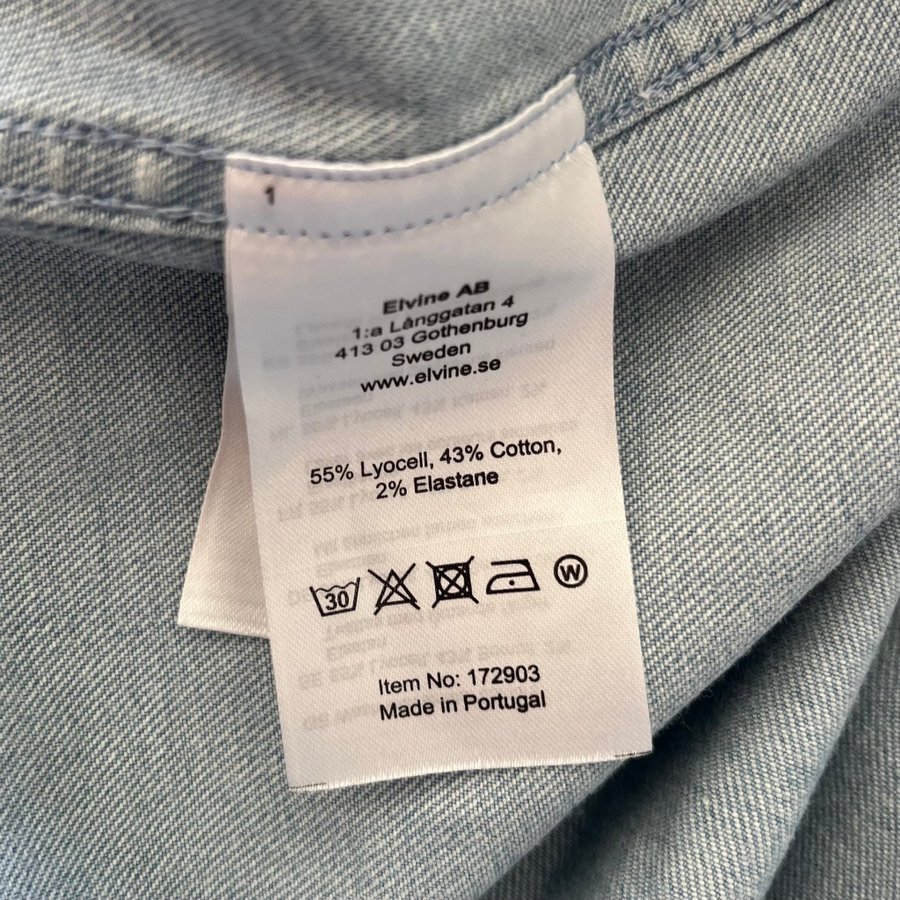 1
Elvine AB
1:a Långgatan 4
413 03 Gothenburg
Sweden
www.elvine.se
55% Lyocell, 43% Cotton,
2% Elastane
30 W
Item No: 172903
Made in Portugal